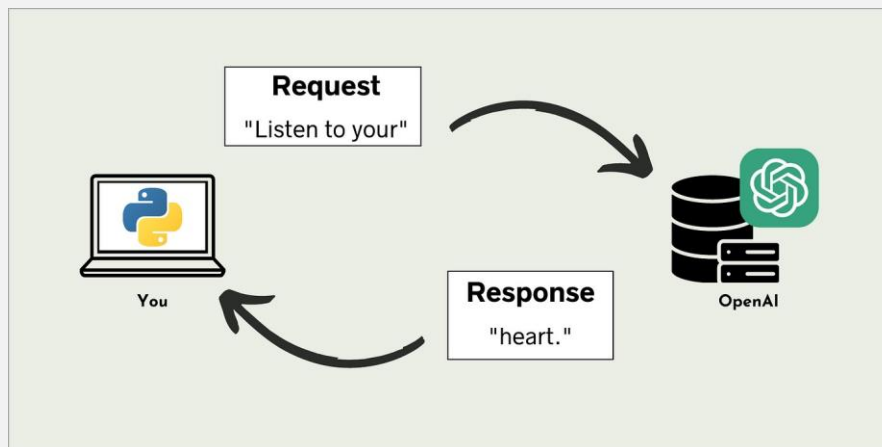 Request
"Listen to your"
You
OpenAI
Response
"heart."